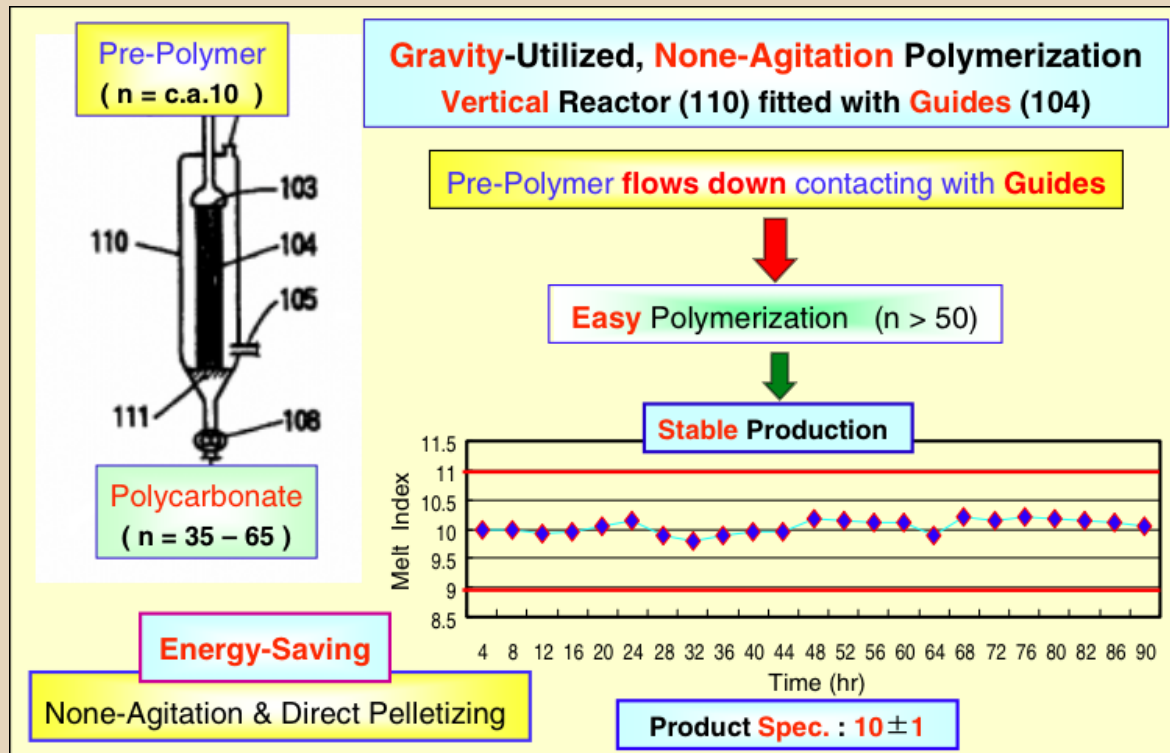 Pre-Polymer
( n = c.a.10 )
103
110
104
105
111
108
Polycarbonate
( n = 35 – 65 )
Gravity-Utilized, None-Agitation Polymerization
Vertical Reactor (110) fitted with Guides (104)
Pre-Polymer flows down contacting with Guides
Easy Polymerization (n > 50)
Stable Production
Melt Index
11.5
11
10.5
10
9.5
9
8.5
4 8 12 16 20 24 28 32 36 40 44 48 52 56 60 64 68 72 76 80 82 86 90
Time (hr)
Product Spec. : 10±1
Energy-Saving
None-Agitation & Direct Pelletizing